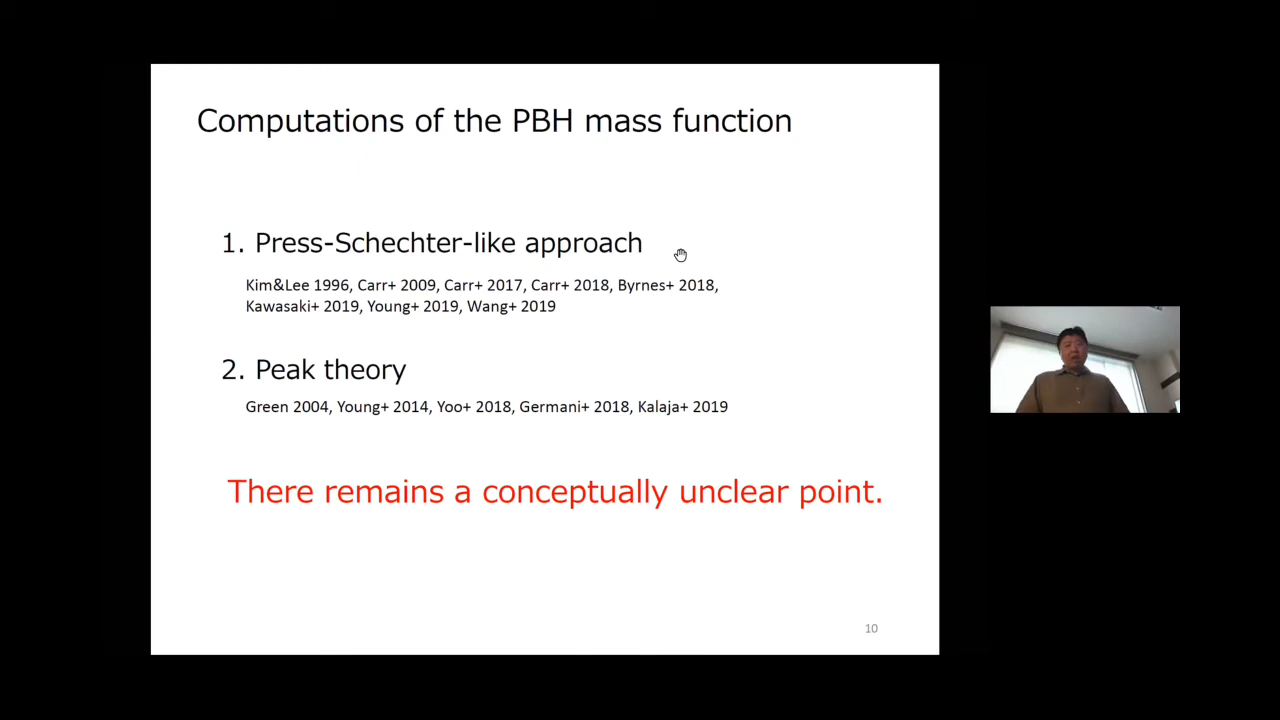 Computations of the PBH mass function
1. Press-Schechter-like approach
Kim&Lee 1996, Carr+ 2009, Carr+ 2017, Carr+ 2018, Byrnes+ 2018,
Kawasaki+ 2019, Young+ 2019, Wang+ 2019
2. Peak theory
Green 2004, Young+ 2014, Yoo+ 2018, Germani+ 2018, Kalaja+ 2019
There remains a conceptually unclear point.
10